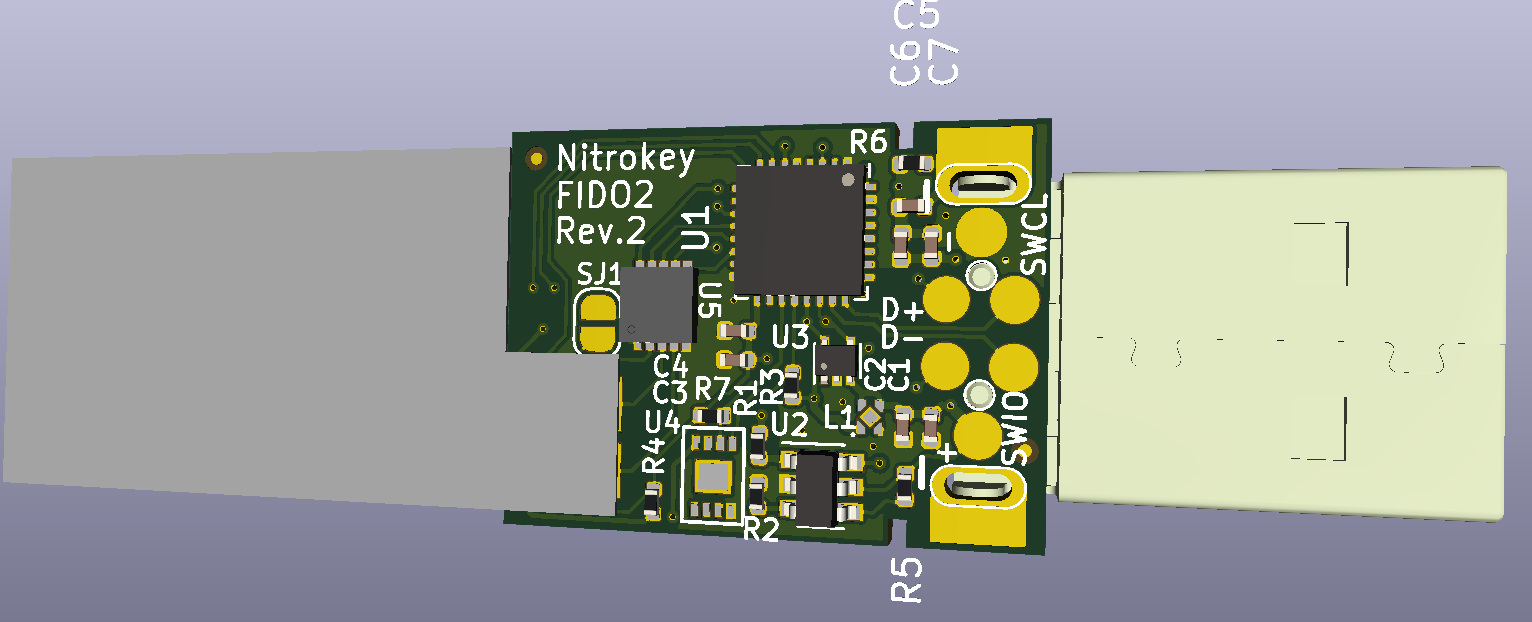 C5
C6
C7
R6
Nitrokey
FIDO2
Rev.2
U1
SWCL
SJ1
U5
D+
D-
U3
C4
C3
R7
R1
R3
C2
C1
U4
U2
L1
R4
SWIO
-
+
R2
R5